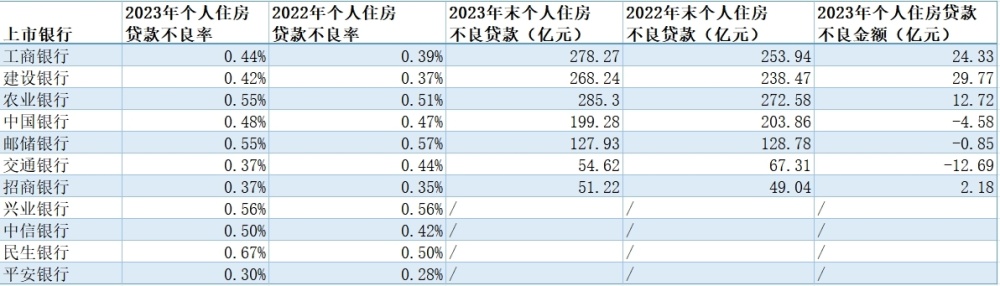 上市银行 2023年个人住房贷款不良率 2022年个人住房贷款不良率 2023年末个人住房不良贷款（亿元） 2022年末个人住房不良贷款（亿元） 2023年个人住房贷款不良金额（亿元）
工商银行 0.44% 0.39% 278.27 253.94 24.33
建设银行 0.42% 0.37% 268.24 238.47 29.77
农业银行 0.55% 0.51% 285.3 272.58 12.72
中国银行 0.48% 0.47% 199.28 203.86 -4.58
邮储银行 0.55% 0.57% 127.93 128.78 -0.85
交通银行 0.37% 0.44% 54.62 67.31 -12.69
招商银行 0.37% 0.35% 51.22 49.04 2.18
兴业银行 0.56% 0.56% / / /
中信银行 0.50% 0.42% / / /
民生银行 0.67% 0.50% / / /
平安银行 0.30% 0.28% / / /